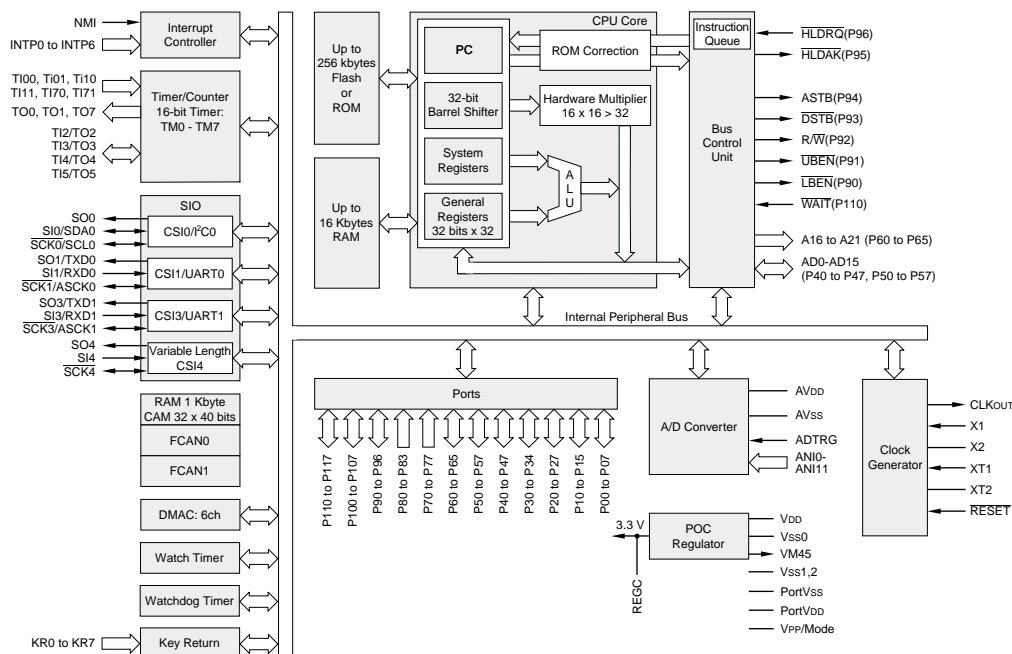 NMI
INTP0 to INTP6
Interrupt
Controller
TI00, Ti01, Ti10
TI11, TI70, TI71
TO0, TO1, TO7
TI2/TO2
TI3/TO3
TI4/TO4
TI5/TO5
Timer/Counter
16-bit Timer:
TM0 - TM7
SIO
SO0
SI0/SDA0
SCK0/SCL0
CSI0/I²C0
SO1/TXD0
SI1/RXD0
SCK1/ASCK0
CSI1/UART0
SO3/TXD1
SI3/RXD1
SCK3/ASCK1
CSI3/UART1
SO4
SI4
SCK4
Variable Length
CSI4
RAM 1 Kbyte
CAM 32 x 40 bits
FCAN0
FCAN1
DMAC: 6ch
Watch Timer
Watchdog Timer
KR0 to KR7
Key Return
Up to
256 kbytes
Flash
or
ROM
Up to
16 Kbytes
RAM
CPU Core
PC
ROM Correction
32-bit
Barrel Shifter
Hardware Multiplier
16 x 16 > 32
System
Registers
General
Registers
32 bits x 32
A
L
U
Instruction
Queue
Bus
Control
Unit
HLDRQ(P96)
HLDAK(P95)
ASTB(P94)
DSTB(P93)
R/W(P92)
UBEN(P91)
LBEN(P90)
WAIT(P110)
A16 to A21 (P60 to P65)
AD0-AD15
(P40 to P47, P50 to P57)
Internal Peripheral Bus
Ports
P110 to P117
P100 to P107
P90 to P96
P80 to P83
P70 to P77
P60 to P65
P50 to P57
P40 to P47
P30 to P34
P20 to P27
P10 to P15
P00 to P07
A/D Converter
AVDD
AVSS
ADTRG
ANI0-
ANI11
Clock
Generator
CLKOUT
X1
X2
XT1
XT2
RESET
3.3 V
REGC
POC
Regulator
VDD
VSS0
VM45
VSS1,2
PortVSS
PortVDD
VPP/Mode